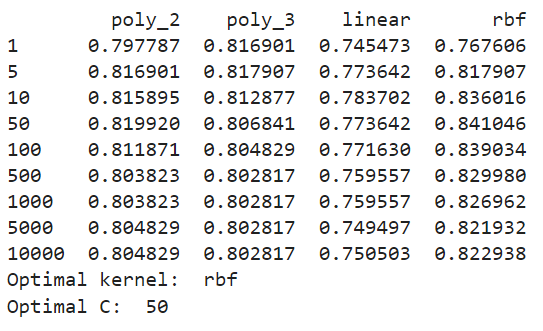 poly_2 poly_3 linear rbf
1 0.797787 0.816901 0.745473 0.767606
5 0.816901 0.817907 0.773642 0.817907
10 0.815895 0.812877 0.783702 0.836016
50 0.819920 0.806841 0.773642 0.841046
100 0.811871 0.804829 0.771630 0.839034
500 0.803823 0.802817 0.759557 0.829980
1000 0.803823 0.802817 0.759557 0.826962
5000 0.804829 0.802817 0.749497 0.821932
10000 0.804829 0.802817 0.750503 0.822938
Optimal kernel: rbf
Optimal C: 50